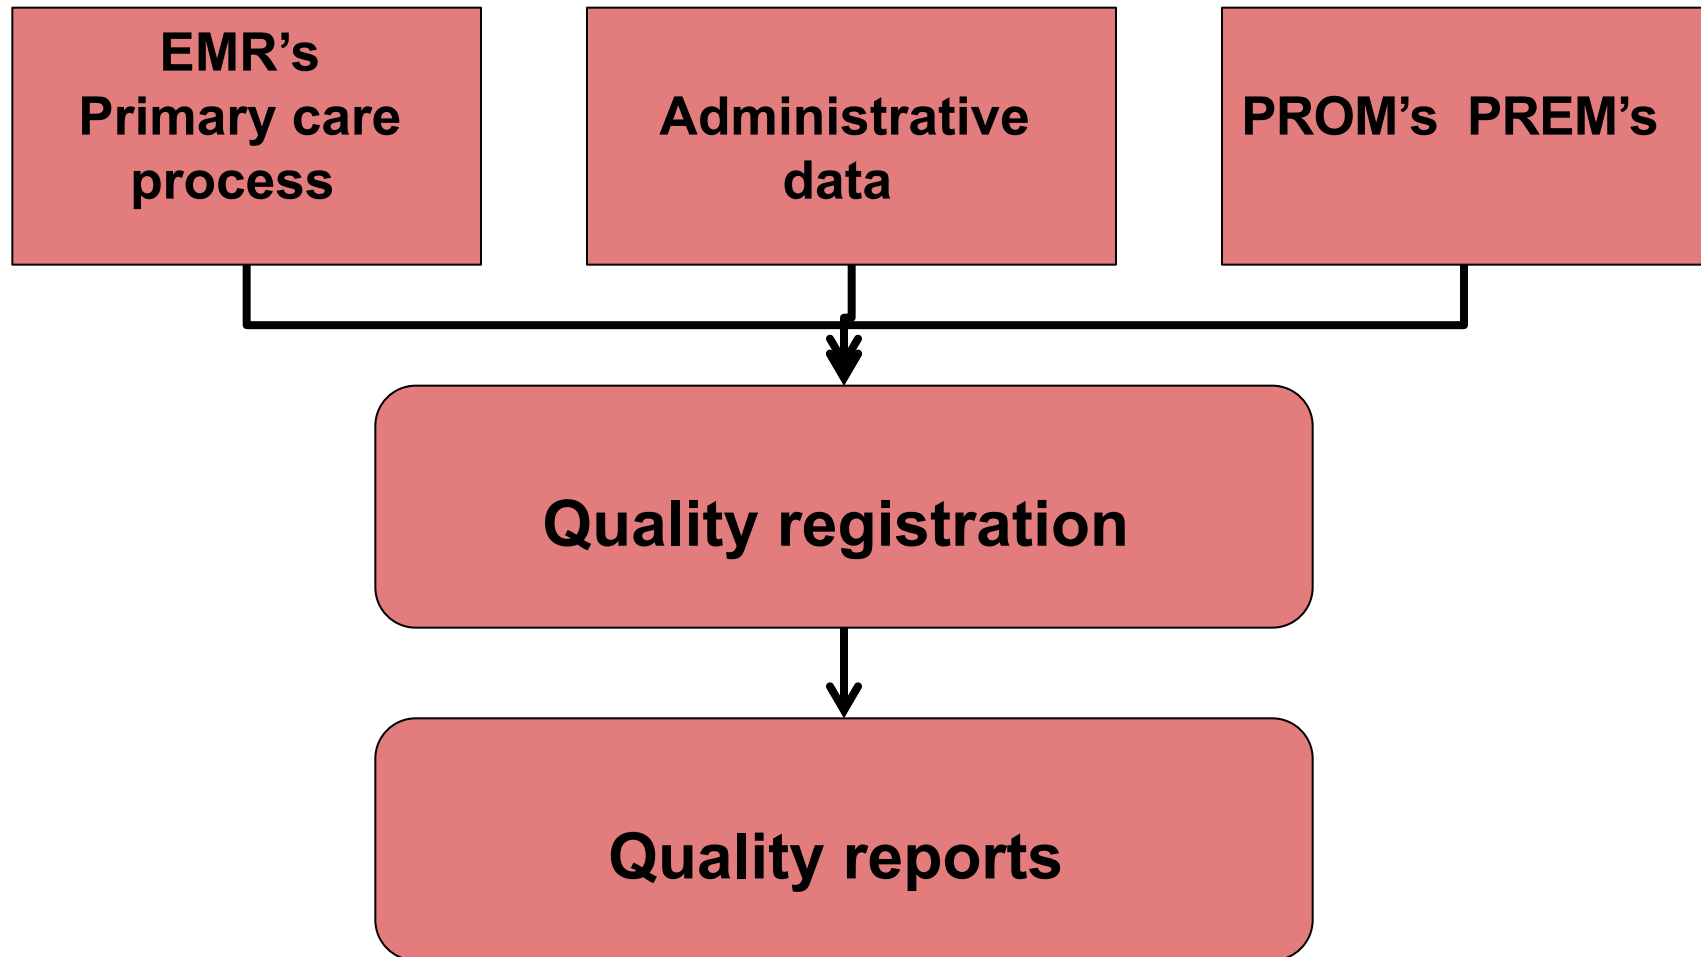 EMR’s
Primary care
process
Administrative
data
PROM’s  PREM’s
Quality registration
Quality reports